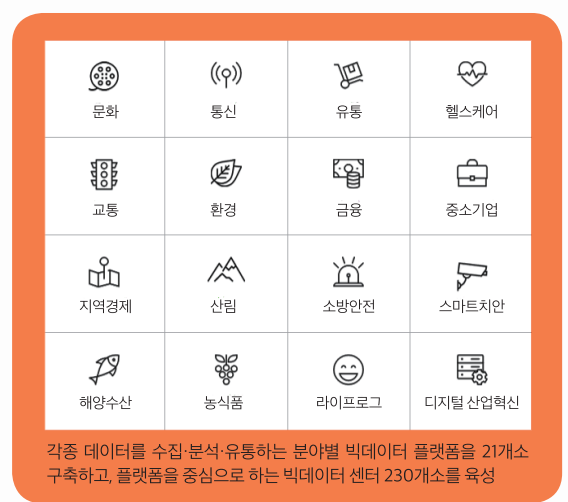 문화
통신
유통
헬스케어
교통
환경
금융
중소기업
지역경제
산림
소방안전
스마트치안
해양수산
농식품
라이프로그
디지털 산업혁신
각종 데이터를 수집·분석·유통하는 분야별 빅데이터 플랫폼을 21개소
구축하고, 플랫폼을 중심으로 하는 빅데이터 센터 230개소를 육성